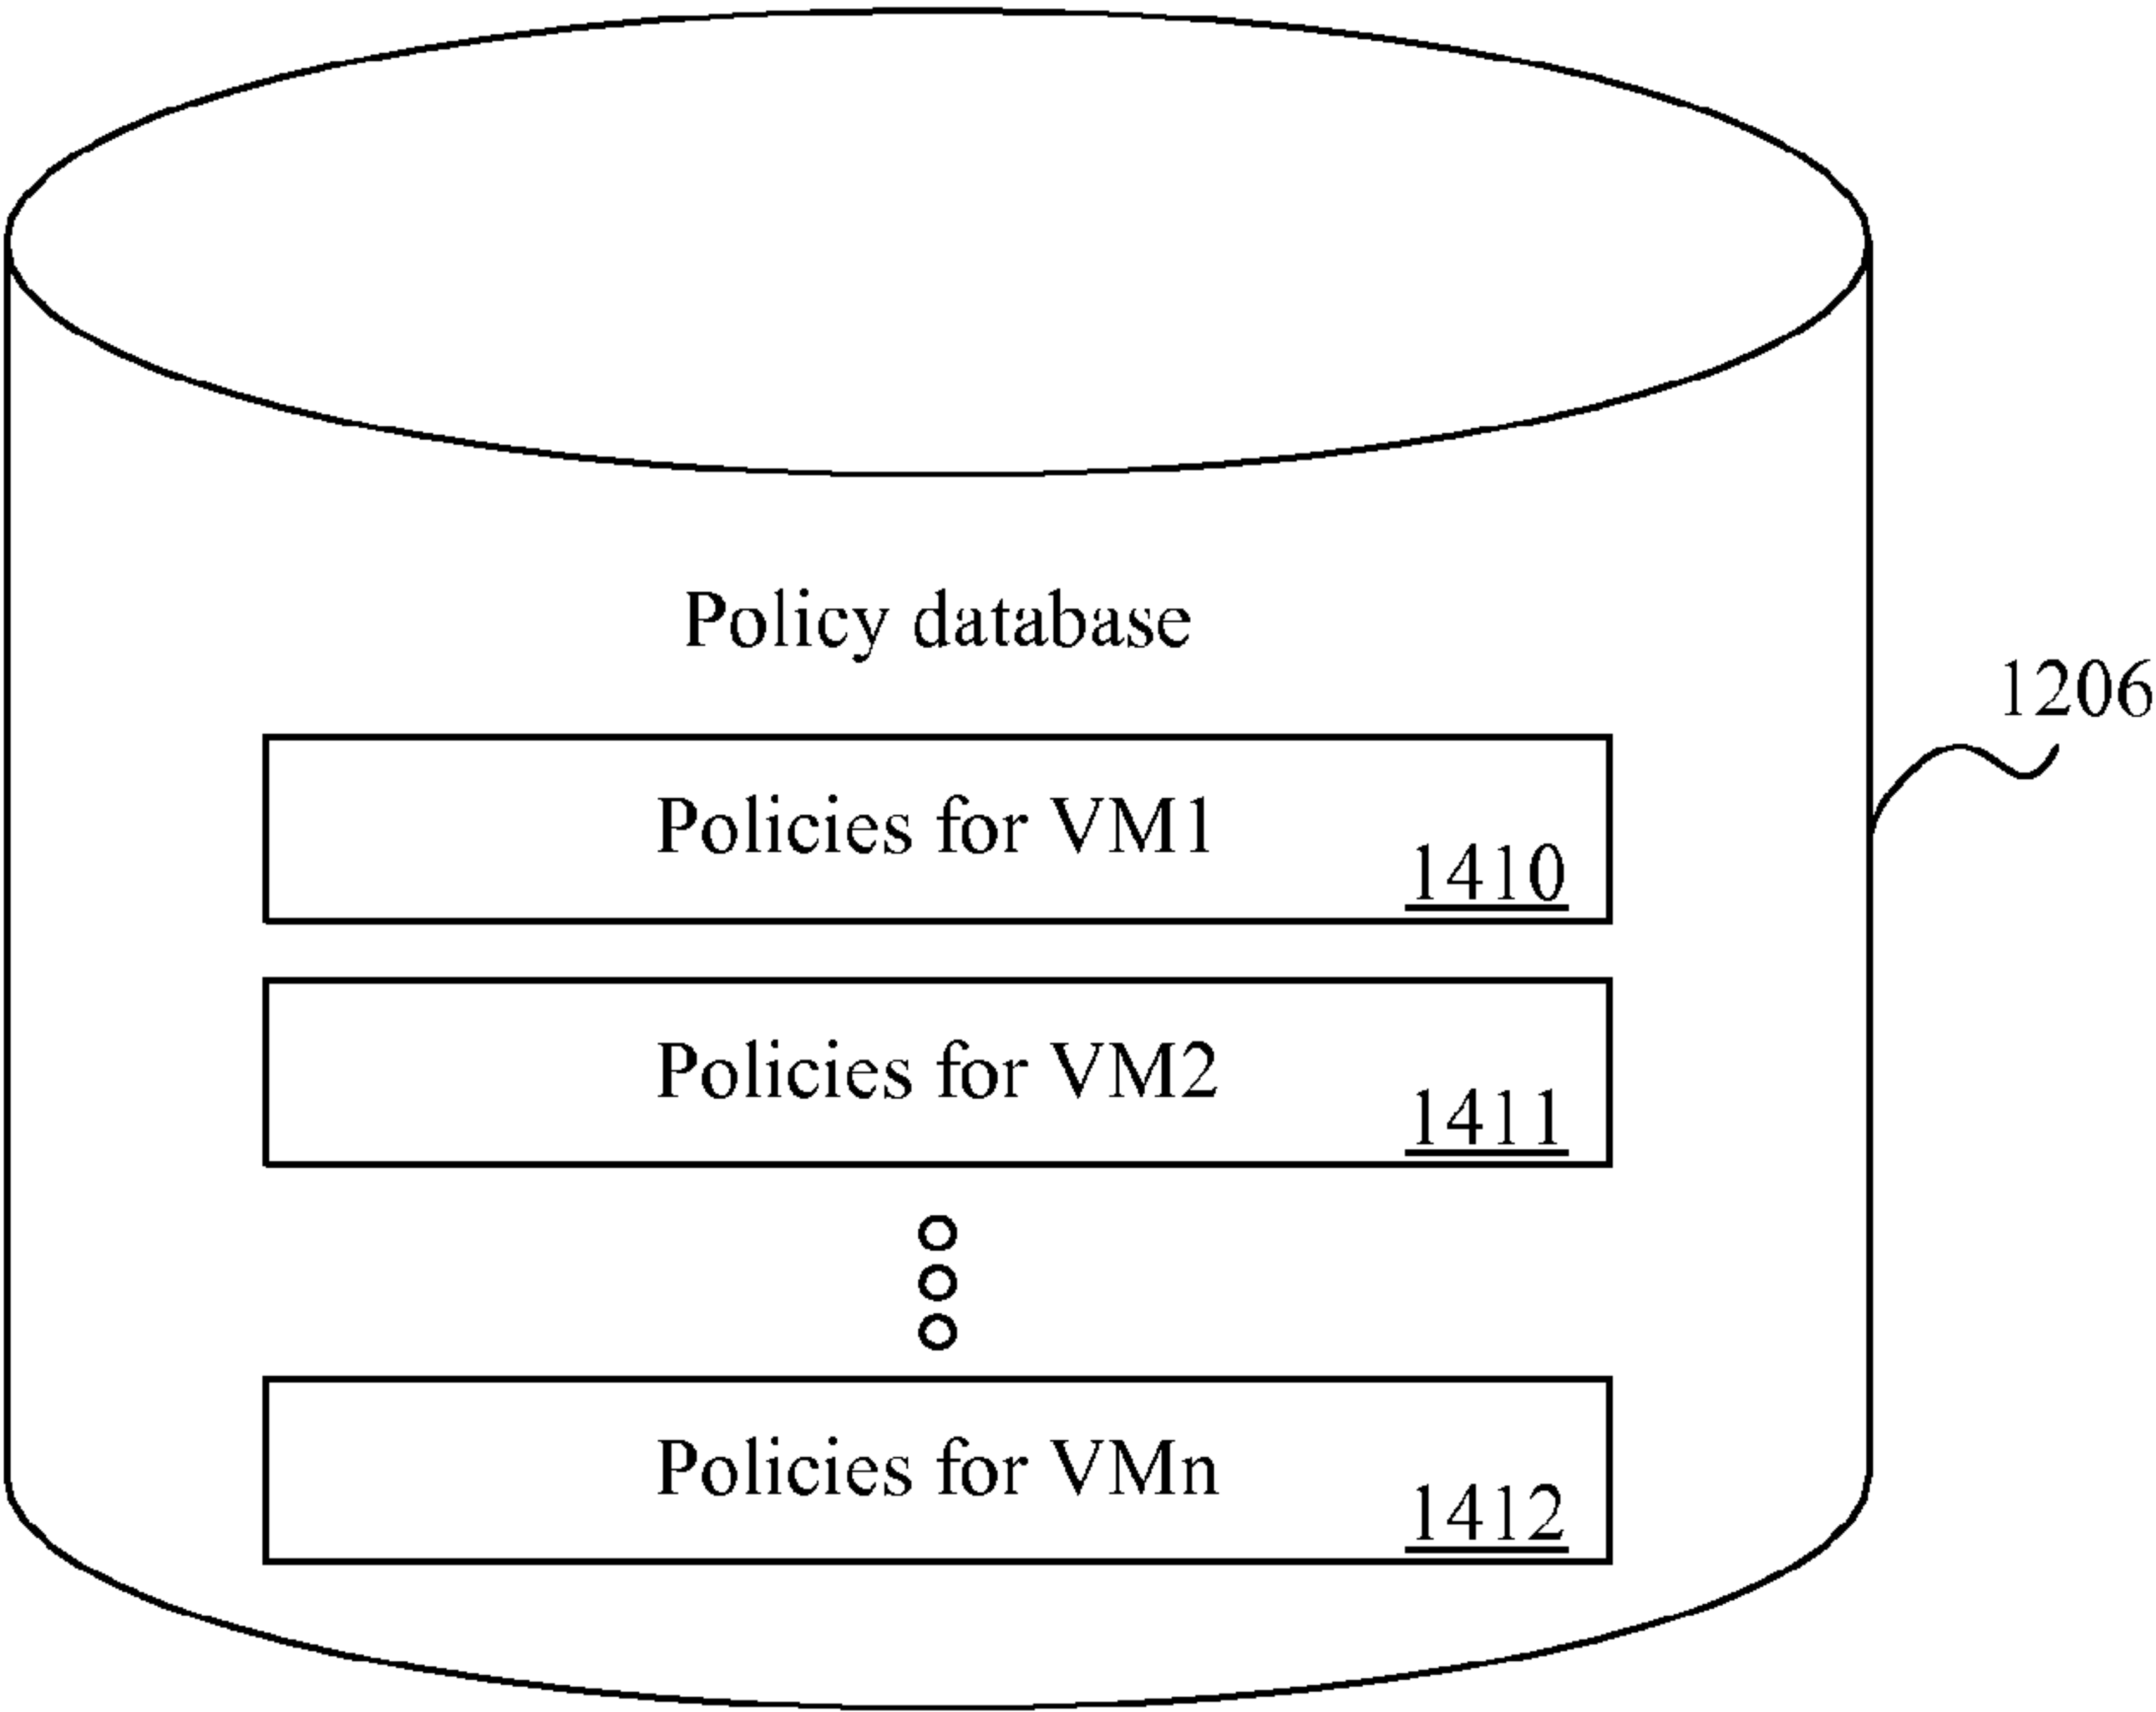 Policy database
1206
Policies for VM1
1410
Policies for VM2
1411
Policies for VMn
1412